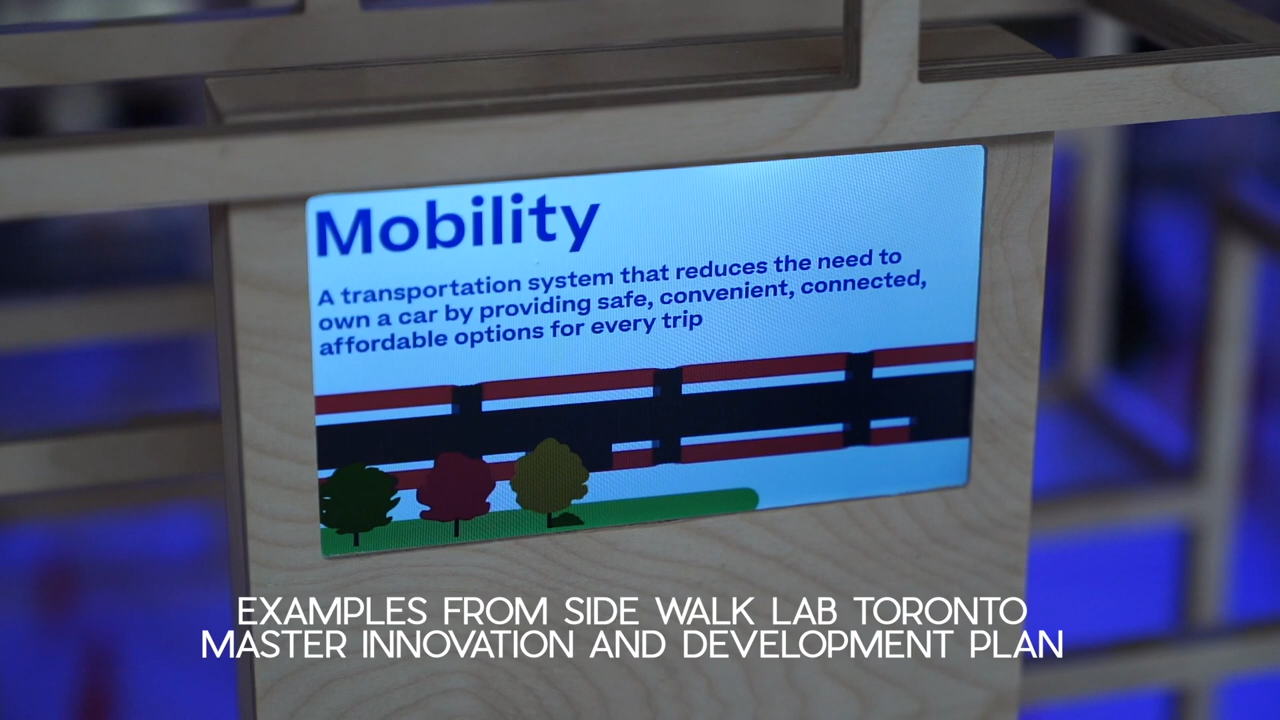 Mobility
A transportation system that reduces the need to
own a car by providing safe, convenient, connected,
affordable options for every trip
EXAMPLES FROM SIDE WALK LAB TORONTO
MASTER INNOVATION AND DEVELOPMENT PLAN